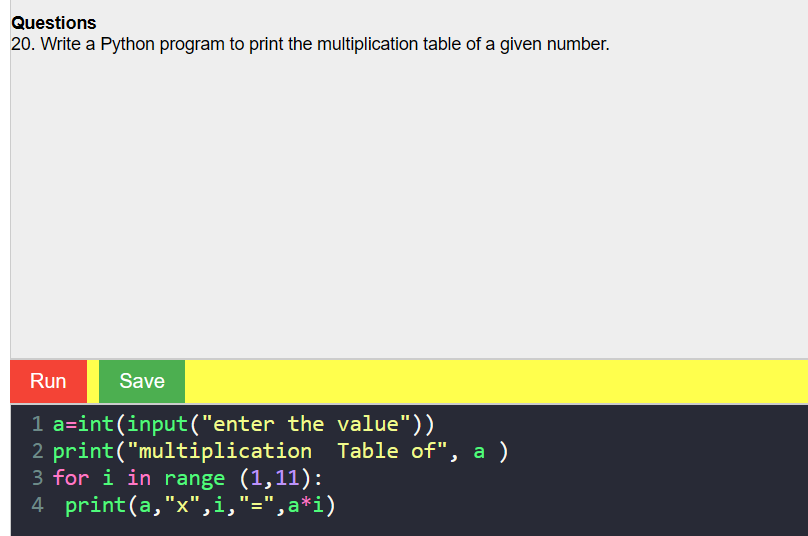 Questions
20. Write a Python program to print the multiplication table of a given number.
Run Save
1 a=int(input("enter the value"))
2 print("multiplication  Table of", a )
3 for i in range (1,11):
4  print(a,"x",i,"=",a*i)